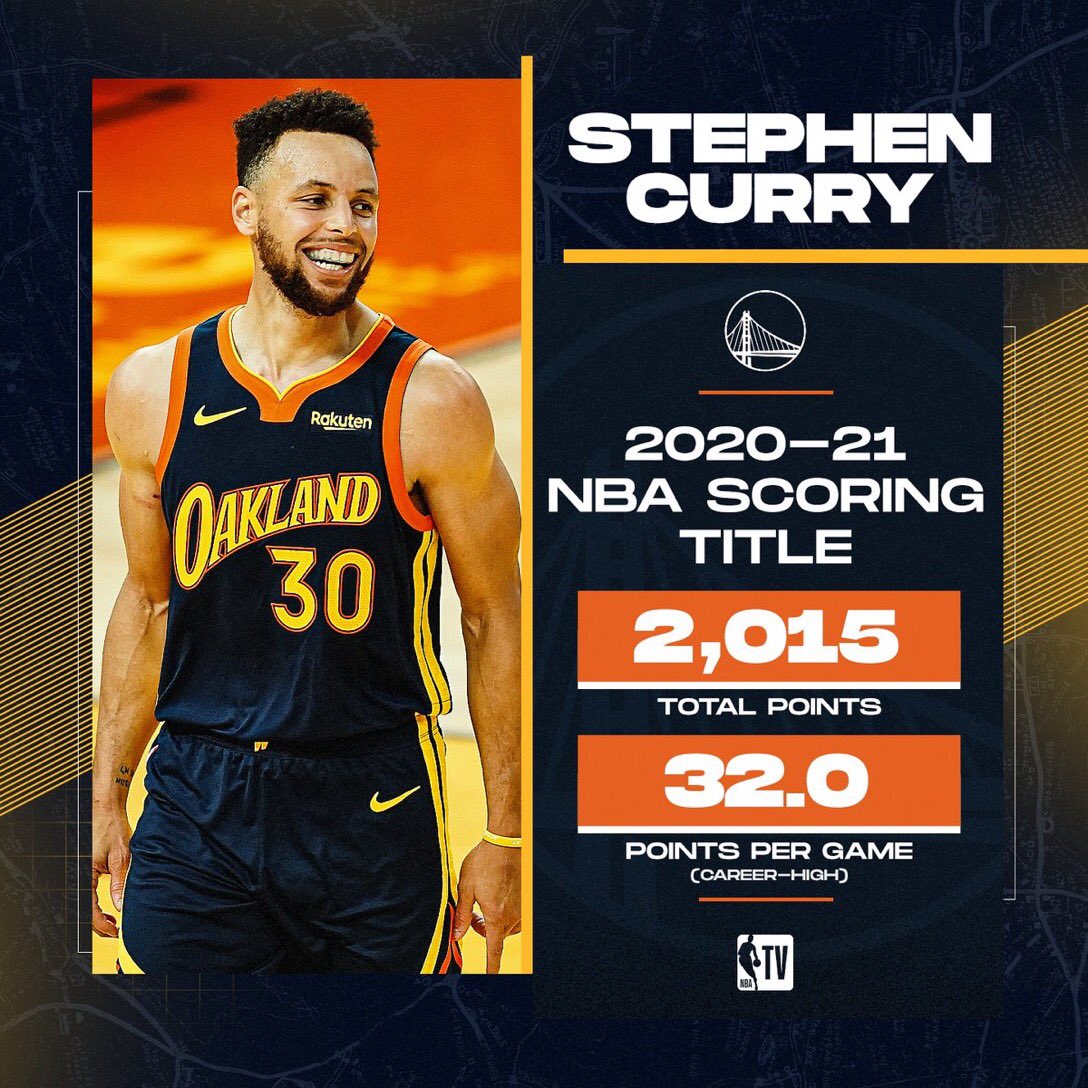 STEPHEN
CURRY
Rakuten
OAKLAND
30
2020-21
NBA SCORING
TITLE
2,015
TOTAL POINTS
32.0
POINTS PER GAME
(CAREER-HIGH)
NBA TV